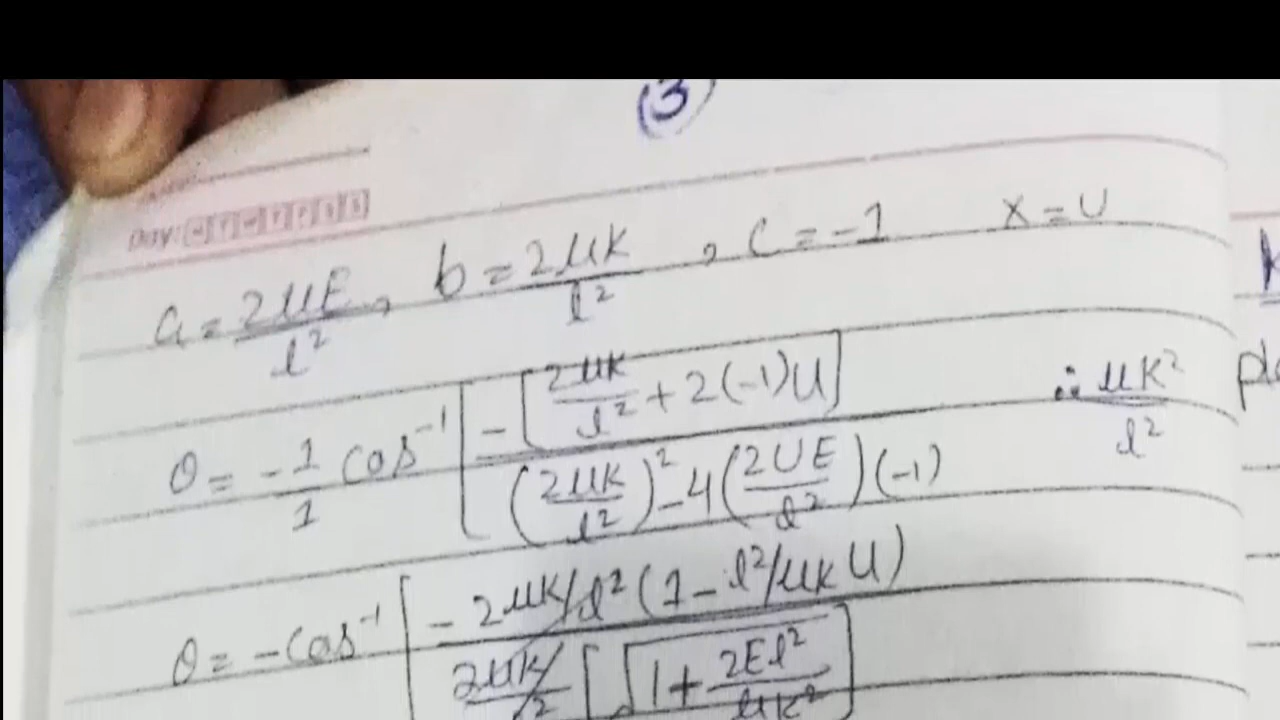 3
Day:
a = 2μE/l², b = 2μK/l², C = -1 X = U
θ = -1/1 Cos⁻¹ [ -[2μK/l² + 2(-1)U] / (2μK/l²)² - 4(2UE/l²)(-1) ∴ μK²/l²
θ = -Cos⁻¹ [ -2μK/l² (1 - l²/μK U) / 2μK/l² [√1 + 2El²/μK²]